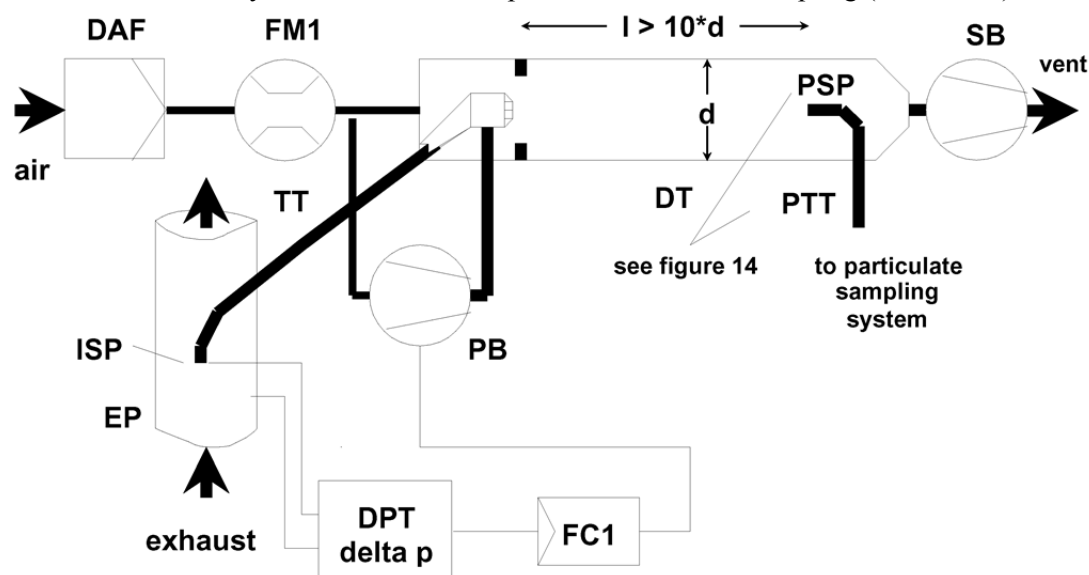 DAF
FM1
l > 10*d
SB
vent
PSP
d
air
TT
DT
PTT
see figure 14
to particulate
sampling
system
ISP
PB
EP
exhaust
DPT
delta p
FC1